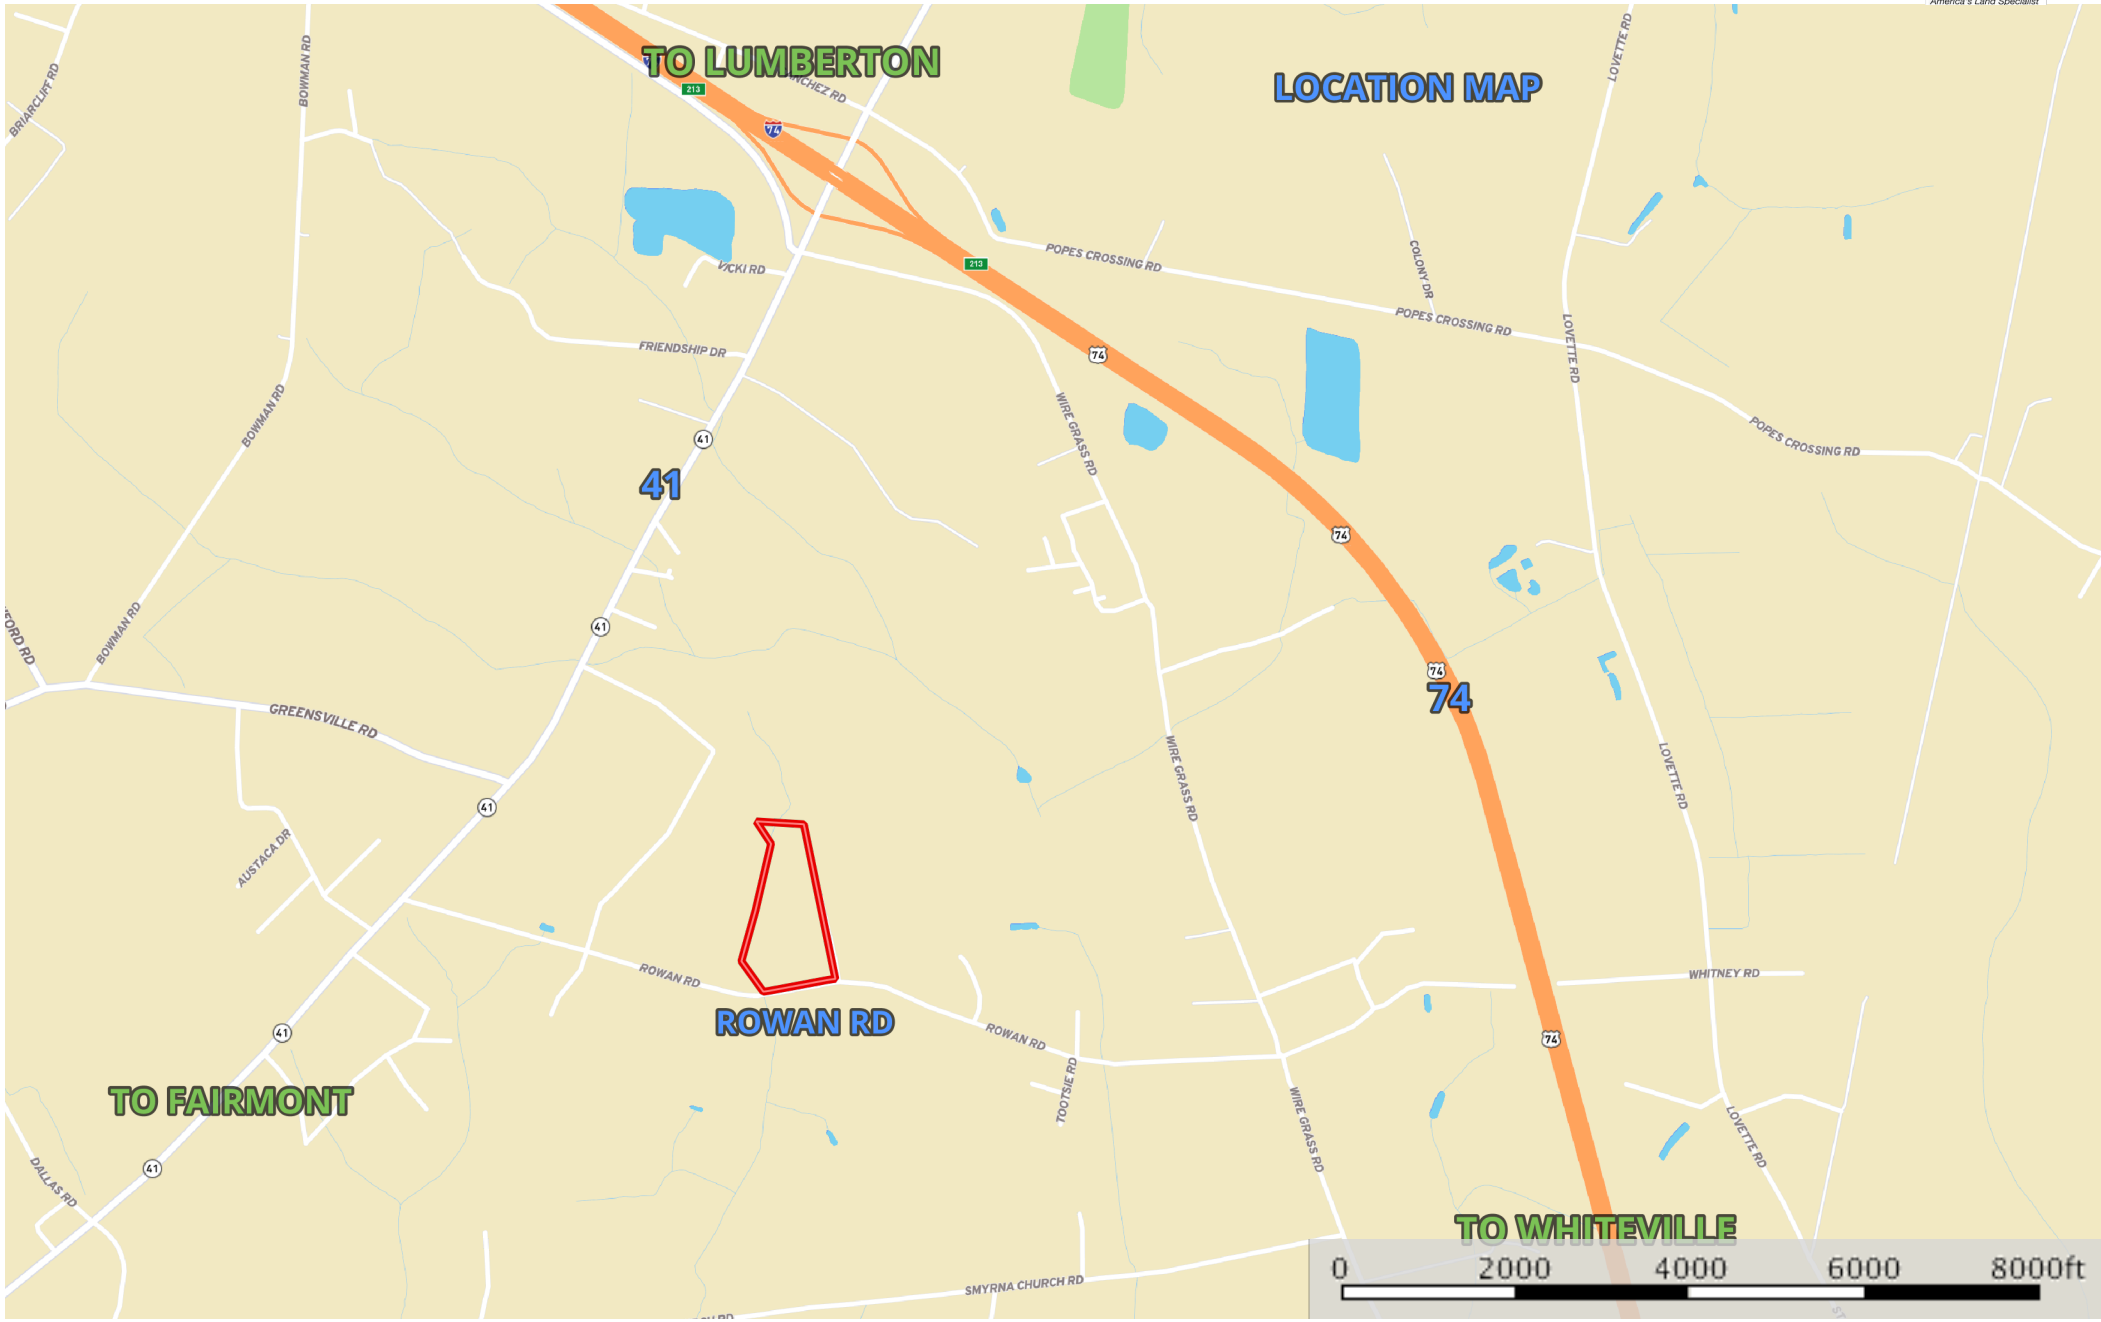 America's Land Specialist
BOWMAN RD
BRIARCLIFF RD
LOVETTE RD
TO LUMBERTON
LOCATION MAP
213
74
POPES CROSSING RD
COLONY DR
VICKI RD
213
POPES CROSSING RD
LOVETTE RD
FRIENDSHIP DR
74
BOWMAN RD
WIRE GRASS RD
POPES CROSSING RD
41
41
74
BOWMAN RD
41
74
74
GREENSVILLE RD
WIRE GRASS RD
LOVETTE RD
41
AUSTACA DR
ROWAN RD
WHITNEY RD
ROWAN RD
ROWAN RD
41
74
TOOTSIE RD
TO FAIRMONT
WIRE GRASS RD
LOVETTE RD
41
DALLAS RD
TO WHITEVILLE
0 2000 4000 6000 8000ft
SMYRNA CHURCH RD